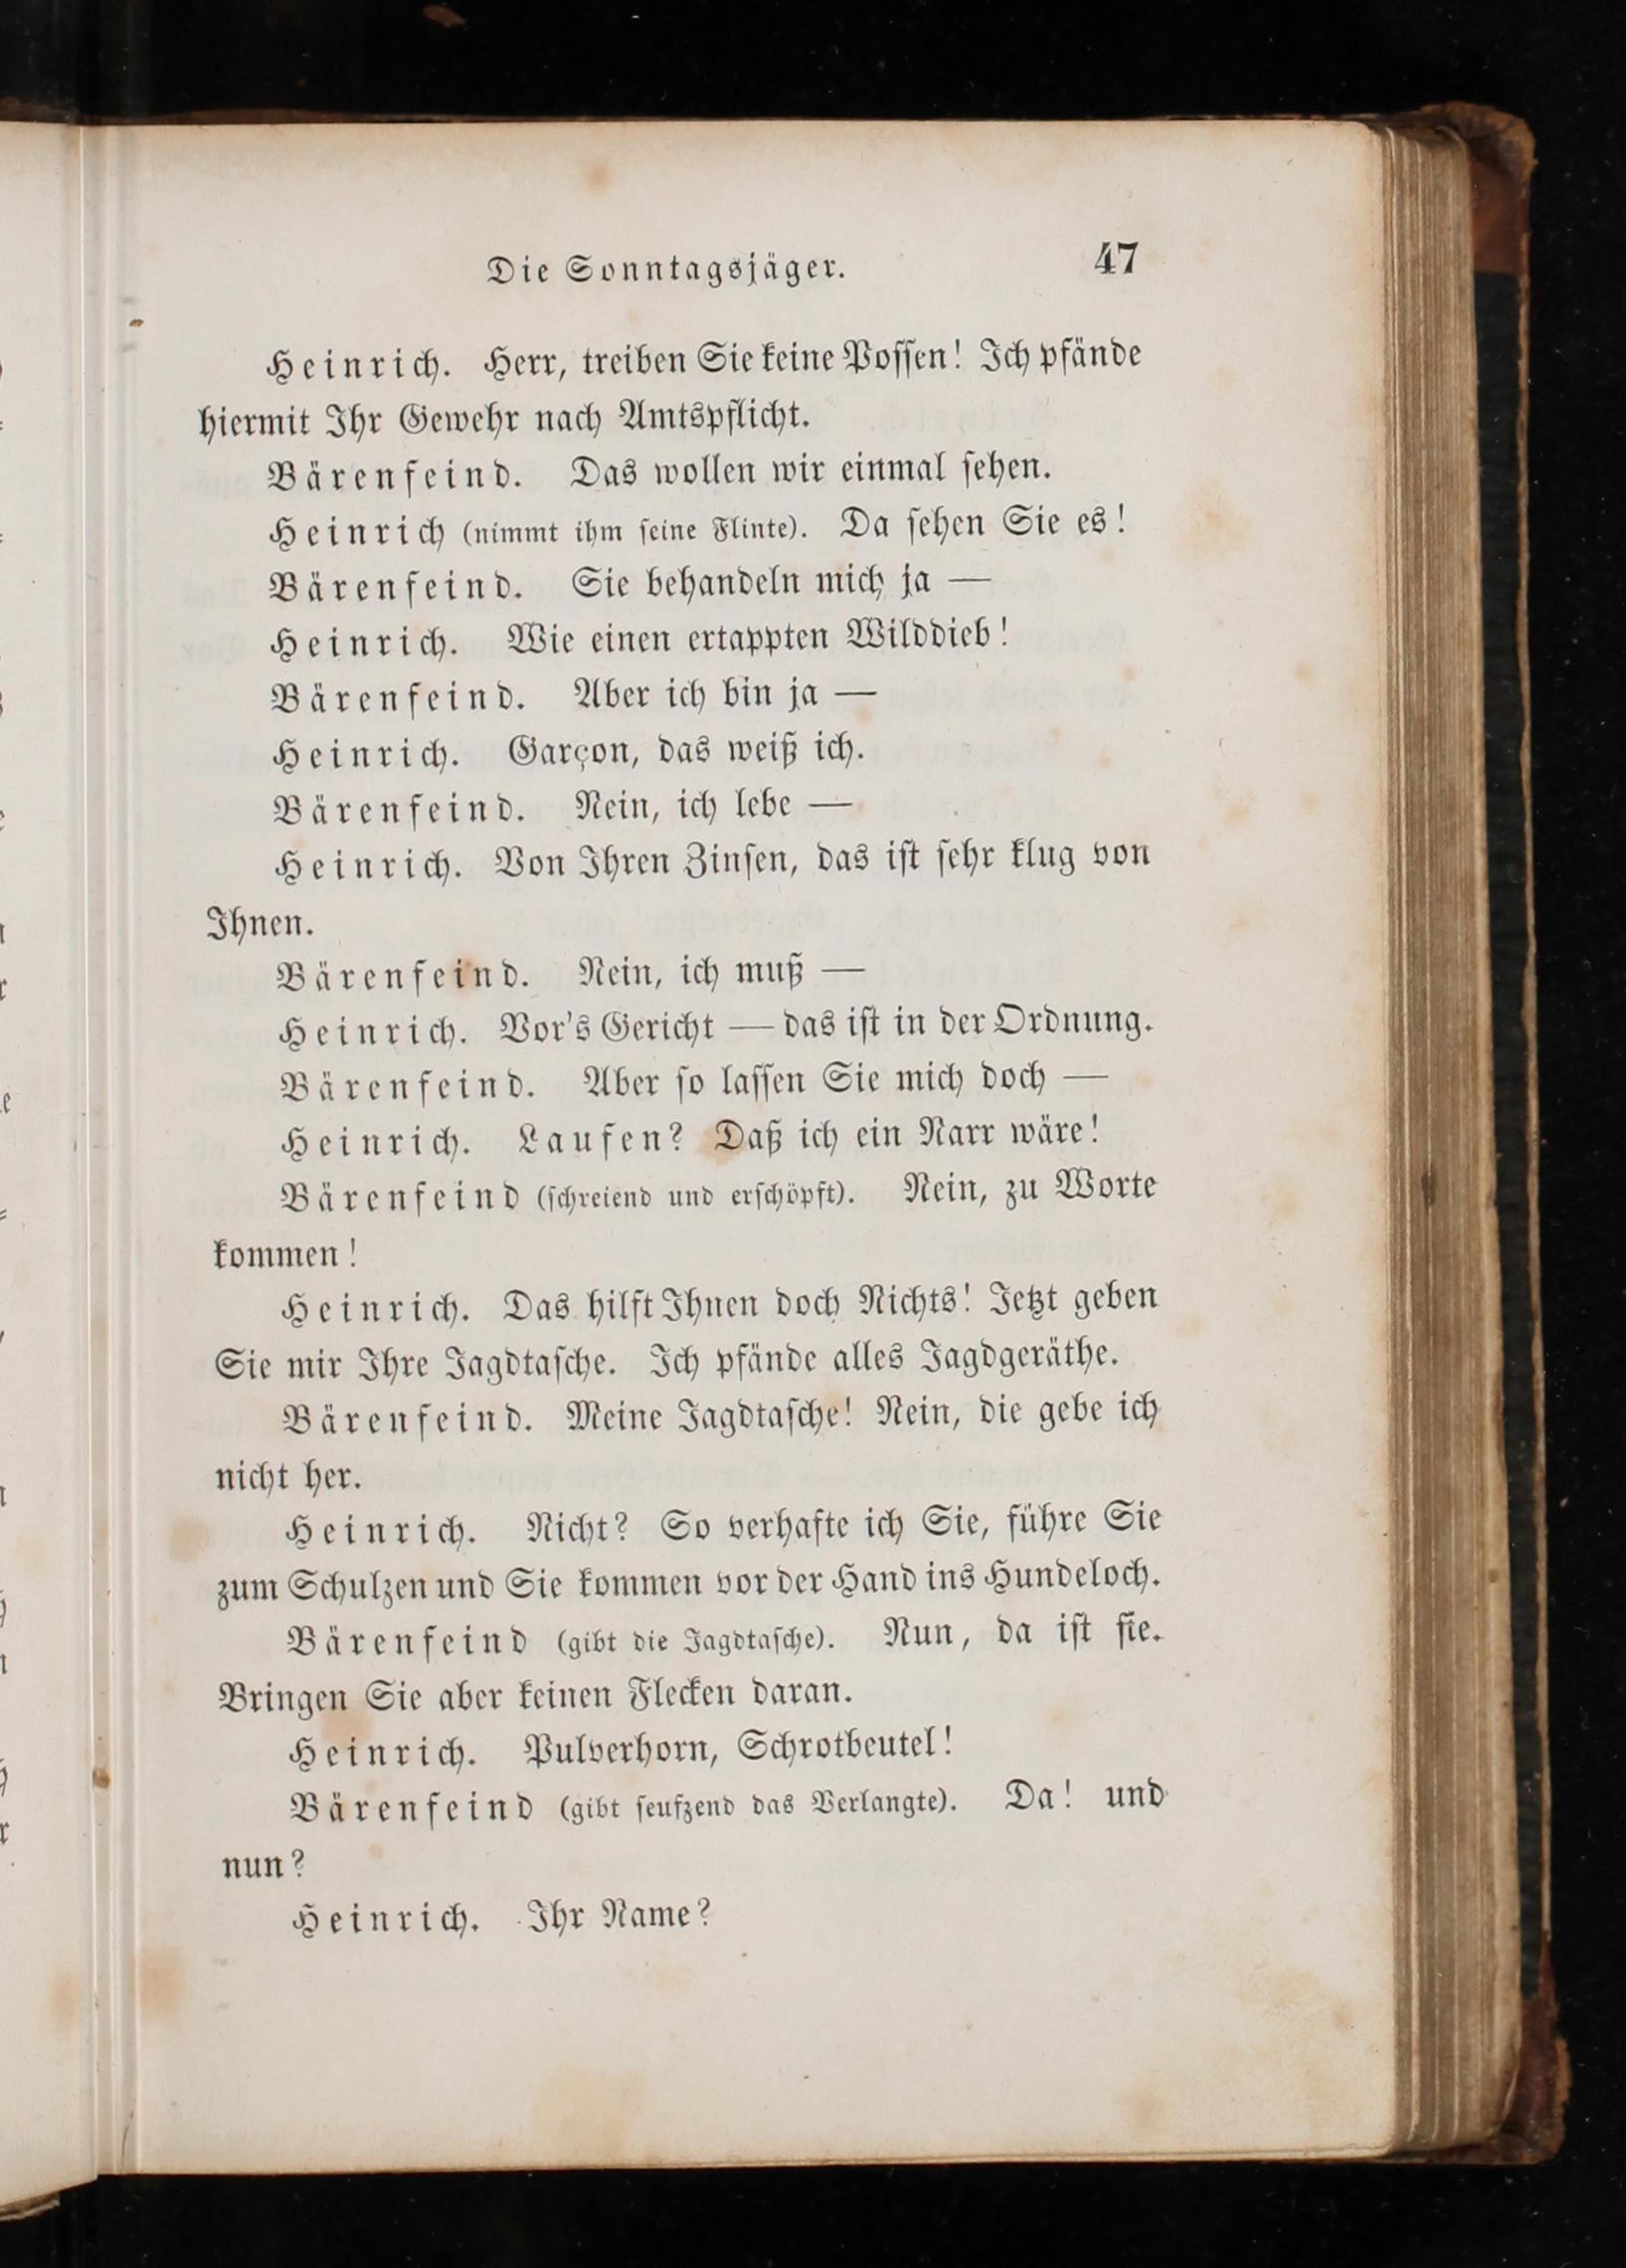 Die Sonntagsjäger. 47
Heinrich. Herr, treiben Sie keine Possen! Ich pfände
hiermit Ihr Gewehr nach Amtspflicht.
Bärenfeind. Das wollen wir einmal sehen.
Heinrich (nimmt ihm seine Flinte). Da sehen Sie es!
Bärenfeind. Sie behandeln mich ja —
Heinrich. Wie einen ertappten Wilddieb!
Bärenfeind. Aber ich bin ja —
Heinrich. Garçon, das weiß ich.
Bärenfeind. Nein, ich lebe —
Heinrich. Von Ihren Zinsen, das ist sehr klug von
Ihnen.
Bärenfeind. Nein, ich muß —
Heinrich. Vor's Gericht — das ist in der Ordnung.
Bärenfeind. Aber so lassen Sie mich doch —
Heinrich. Laufen? Daß ich ein Narr wäre!
Bärenfeind (schreiend und erschöpft). Nein, zu Worte
kommen!
Heinrich. Das hilft Ihnen doch Nichts! Jetzt geben
Sie mir Ihre Jagdtasche. Ich pfände alles Jagdgeräthe.
Bärenfeind. Meine Jagdtasche! Nein, die gebe ich
nicht her.
Heinrich. Nicht? So verhafte ich Sie, führe Sie
zum Schulzen und Sie kommen vor der Hand ins Hundeloch.
Bärenfeind (gibt die Jagdtasche). Nun, da ist sie.
Bringen Sie aber keinen Flecken daran.
Heinrich. Pulverhorn, Schrotbeutel!
Bärenfeind (gibt seufzend das Verlangte). Da! und
nun?
Heinrich. Ihr Name?